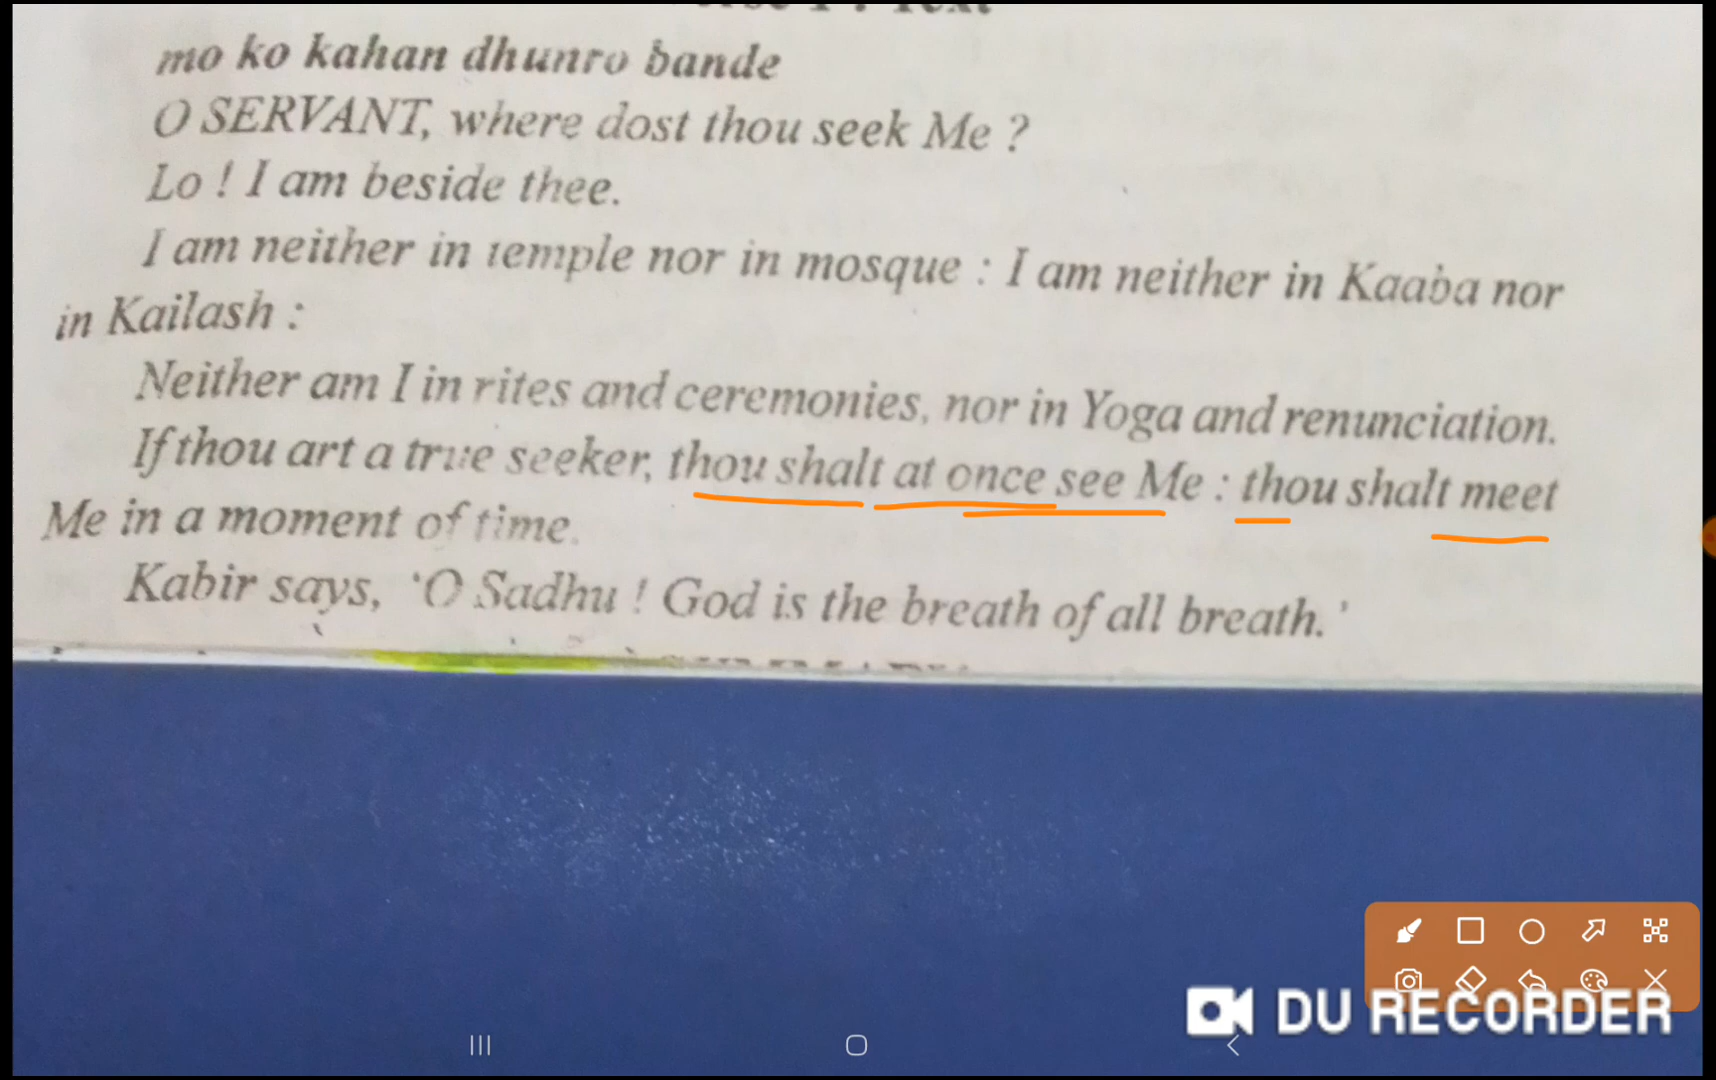 mo ko kahan dhunro bande
O SERVANT, where dost thou seek Me ?
Lo ! I am beside thee.
I am neither in temple nor in mosque : I am neither in Kaaba nor
in Kailash :
Neither am I in rites and ceremonies, nor in Yoga and renunciation.
If thou art a true seeker, thou shalt at once see Me : thou shalt meet
Me in a moment of time.
Kabir says, 'O Sadhu ! God is the breath of all breath.'
DU RECORDER